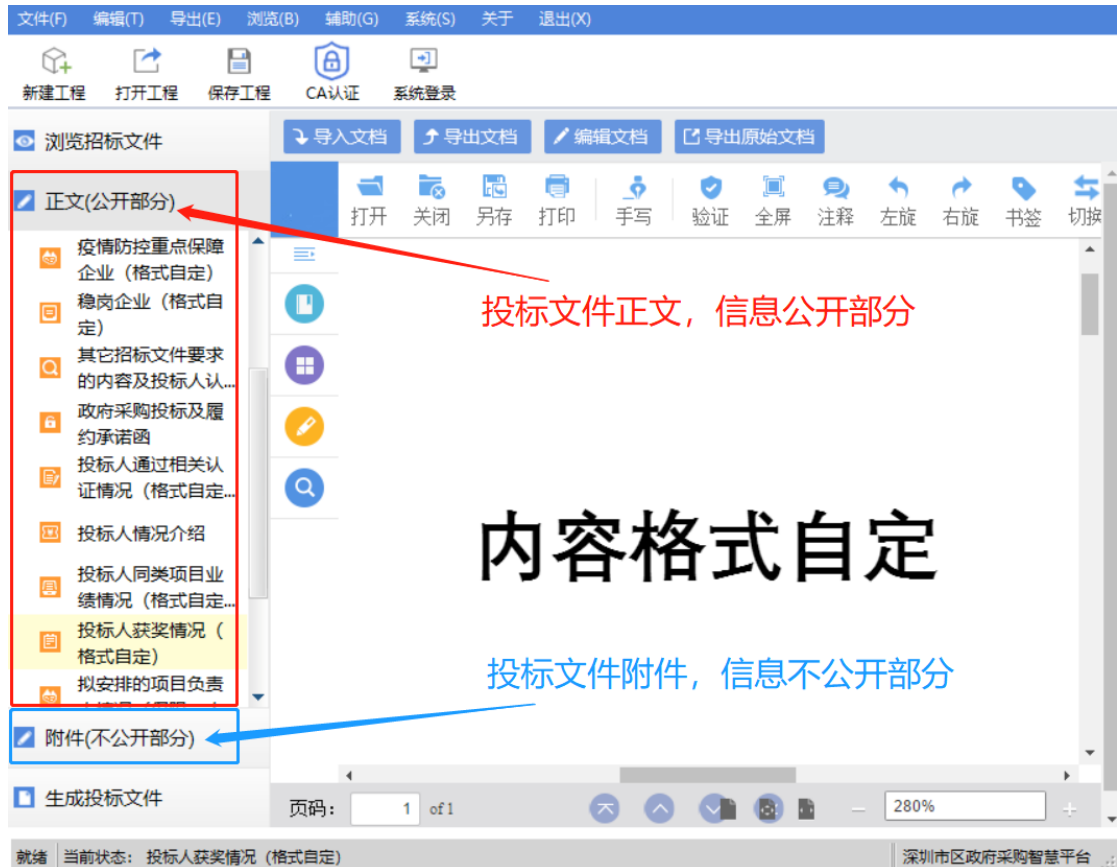 文件(F) 编辑(T) 导出(E) 浏览(B) 辅助(G) 系统(S) 关于 退出(X)
新建工程 打开工程 保存工程 CA认证 系统登录
浏览招标文件
正文(公开部分)
疫情防控重点保障
企业（格式自定）
稳岗企业（格式自
定）
其它招标文件要求
的内容及投标人认...
政府采购投标及履
约承诺函
投标人通过相关认
证情况（格式自定...
投标人情况介绍
投标人同类项目业
绩情况（格式自定...
投标人获奖情况（
格式自定）
拟安排的项目负责
附件(不公开部分)
生成投标文件
导入文档 导出文档 编辑文档 导出原始文档
打开 关闭 另存 打印 手写 验证 全屏 注释 左旋 右旋 书签 切换
投标文件正文，信息公开部分
内容格式自定
投标文件附件，信息不公开部分
页码： 1 of 1 280%
就绪 当前状态： 投标人获奖情况（格式自定） 深圳市区政府采购智慧平台